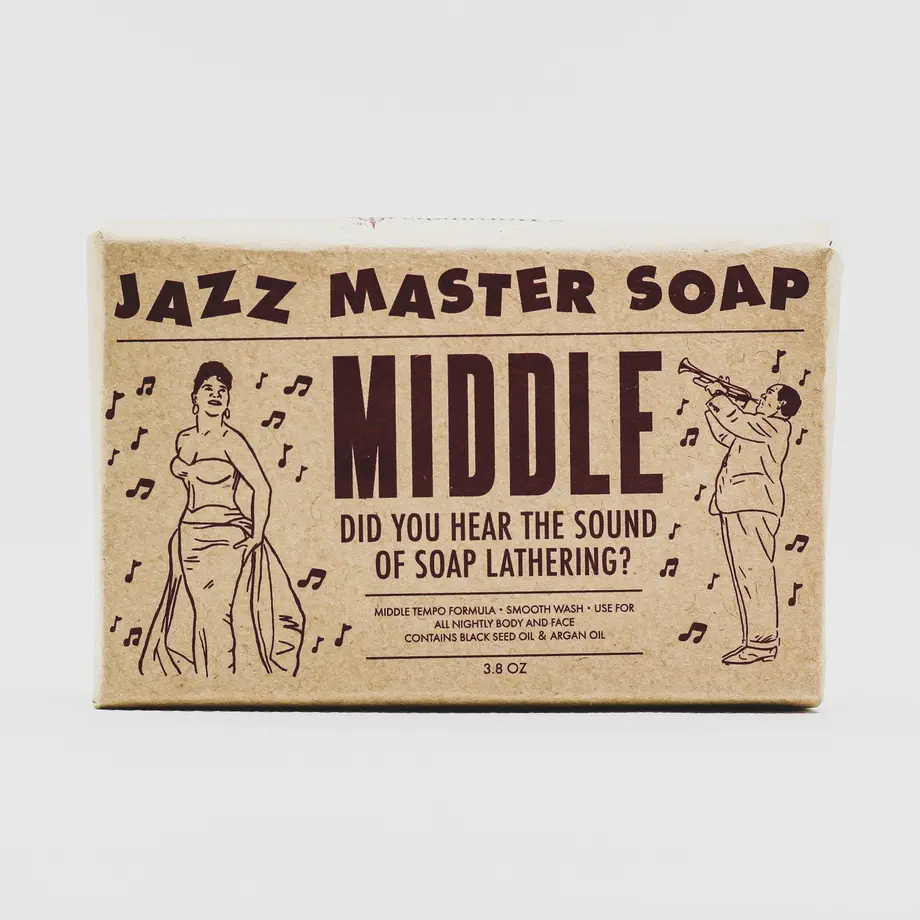 JAZZ MASTER SOAP
MIDDLE
DID YOU HEAR THE SOUND
OF SOAP LATHERING?
MIDDLE TEMPO FORMULA • SMOOTH WASH • USE FOR
ALL NIGHTLY BODY AND FACE
CONTAINS BLACK SEED OIL & ARGAN OIL
3.8 OZ